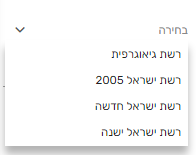 בחירה
רשת גיאוגרפית
רשת ישראל 2005
רשת ישראל חדשה
רשת ישראל ישנה